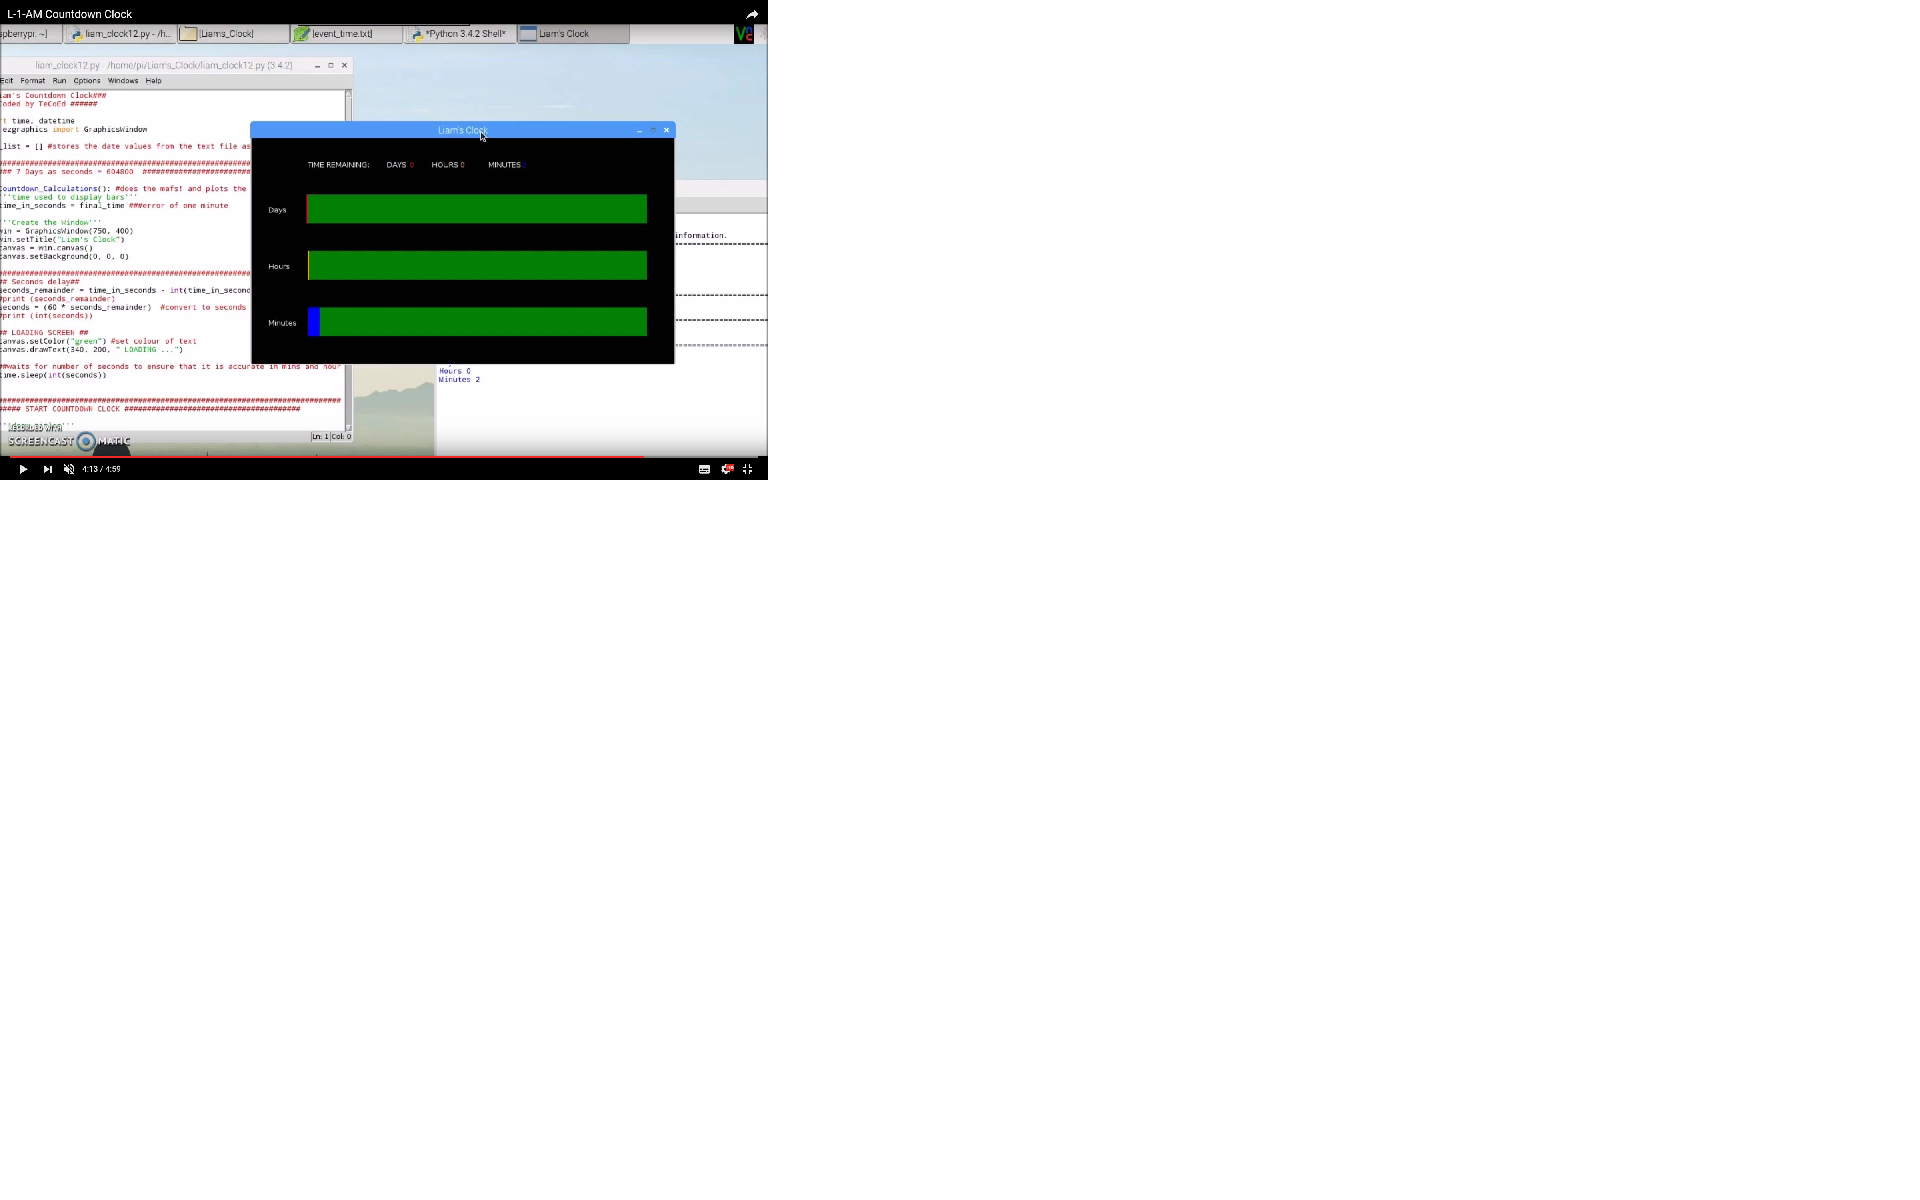 L-1-AM Countdown Clock
spberrypi: ~]
liam_clock12.py - /h...
[Liams_Clock]
[event_time.txt]
*Python 3.4.2 Shell*
Liam's Clock
liam_clock12.py - /home/pi/Liams_Clock/liam_clock12.py (3.4.2)
Edit Format Run Options Windows Help
iam's Countdown Clock###
Coded by TeCoEd ######
rt time, datetime
ezgraphics import GraphicsWindow
_list = [] #stores the date values from the text file as
### 7 Days as seconds = 604800 ########################
Countdown_Calculations(): #does the mafs! and plots the
'''time used to display bars'''
time_in_seconds = final_time ###error of one minute
'''Create the Window'''
win = GraphicsWindow(750, 400)
win.setTitle("Liam's Clock")
canvas = win.canvas()
canvas.setBackground(0, 0, 0)
## Seconds delay##
seconds_remainder = time_in_seconds - int(time_in_second
#print (seconds_remainder)
seconds = (60 * seconds_remainder) #convert to seconds
#print (int(seconds))
## LOADING SCREEN ##
canvas.setColor("green") #set colour of text
canvas.drawText(340, 200, " LOADING ...")
##waits for number of seconds to ensure that it is accurate in mins and hour
time.sleep(int(seconds))
##### START COUNTDOWN CLOCK #######################################
Ln: 1 Col: 0
Liam's Clock
TIME REMAINING: DAYS 0 HOURS 0 MINUTES
Days
Hours
Minutes
information.
Hours 0
Minutes 2
RECORDED WITH
SCREENCAST MATIC
4:13 / 4:59